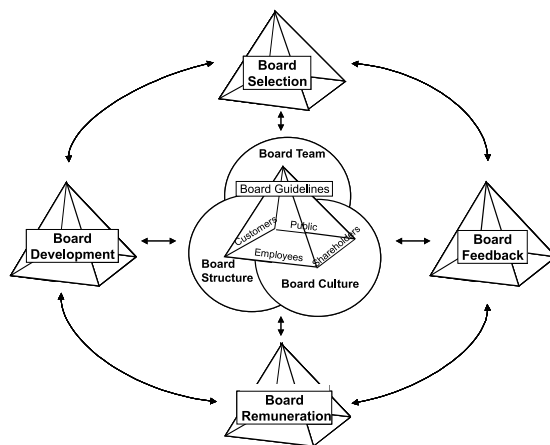 Board
Selection
Board Team
Board Guidelines
Customers
Public
Employees
Shareholders
Board
Structure
Board Culture
Board
Development
Board
Feedback
Board
Remuneration